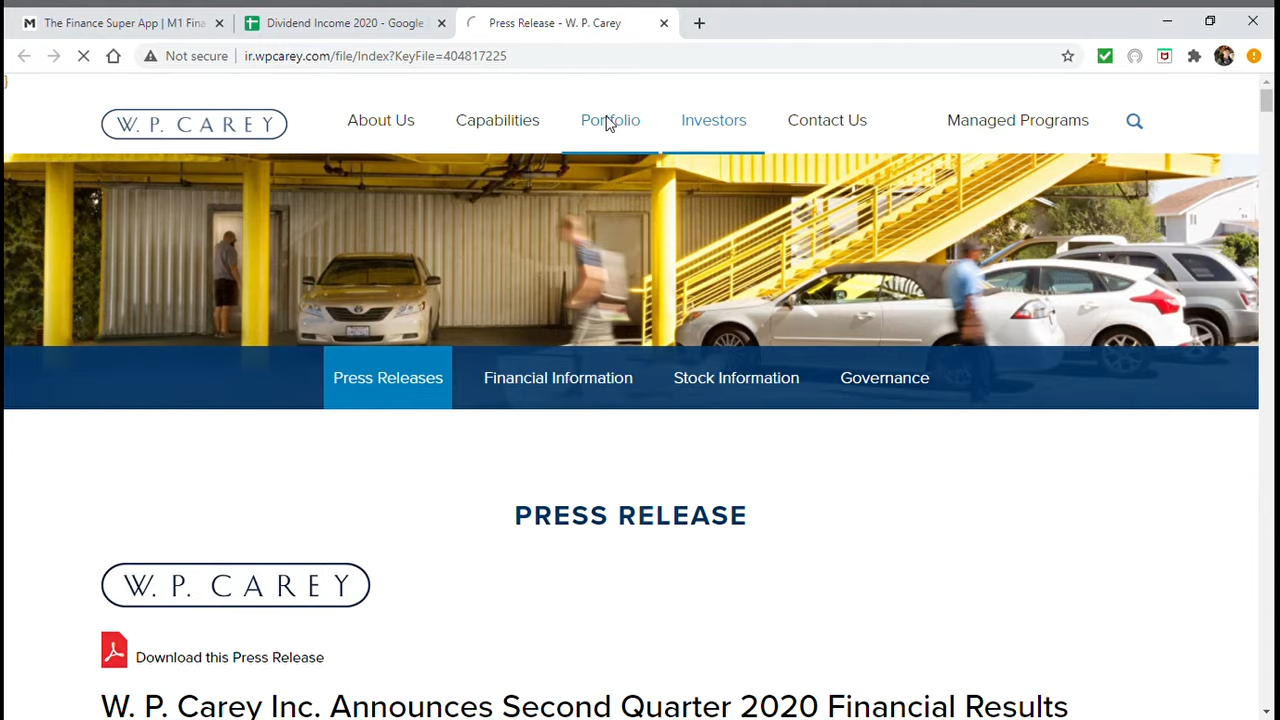 The Finance Super App | M1 Fina
Dividend Income 2020 - Google
Press Release - W. P. Carey
Not secure
ir.wpcarey.com/file/Index?KeyFile=404817225
W. P. CAREY
About Us
Capabilities
Portfolio
Investors
Contact Us
Managed Programs
Press Releases
Financial Information
Stock Information
Governance
PRESS RELEASE
W. P. CAREY
Download this Press Release
W. P. Carey Inc. Announces Second Quarter 2020 Financial Results